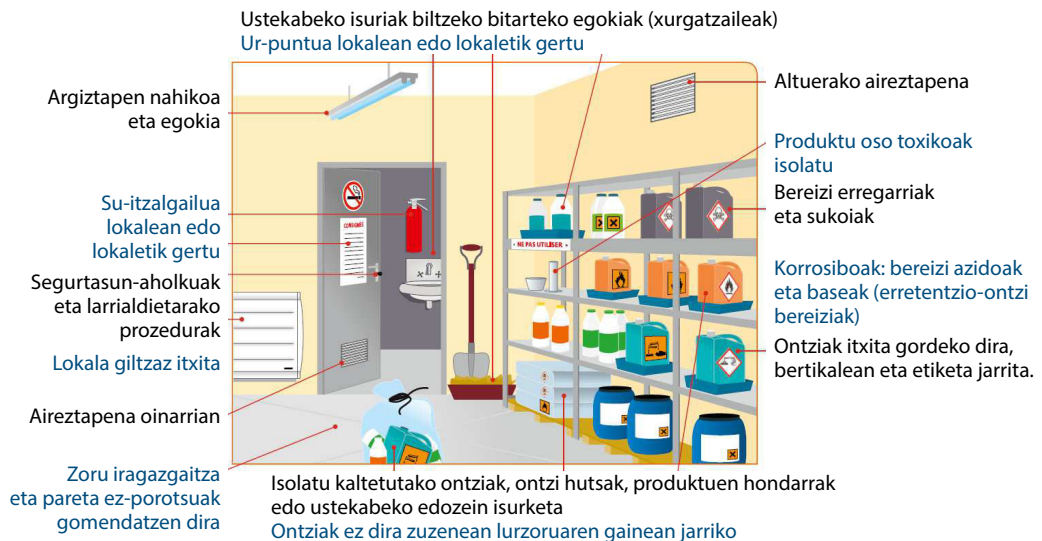 Ustekabeko isuriak biltzeko bitarteko egokiak (xurgatzaileak)
Ur-puntua lokalean edo lokaletik gertu
Argiztapen nahikoa
eta egokia
Su-itzalgailua
lokalean edo
lokaletik gertu
Segurtasun-aholkuak
eta larrialdietarako
prozedurak
Lokala giltzaz itxita
Aireztapena oinarrian
Zoru iragazgaitza
eta pareta ez-porotsuak
gomendatzen dira
CONSIGNES
NE PAS UTILISER
Altuerako aireztapena
Produktu oso toxikoak
isolatu
Bereizi erregarriak
eta sukoiak
Korrosiboak: bereizi azidoak
eta baseak (erretentzio-ontzi
bereiziak)
Ontziak itxita gordeko dira,
bertikalean eta etiketa jarrita.
Isolatu kaltetutako ontziak, ontzi hutsak, produktuen hondarrak
edo ustekabeko edozein isurketa
Ontziak ez dira zuzenean lurzoruaren gainean jarriko